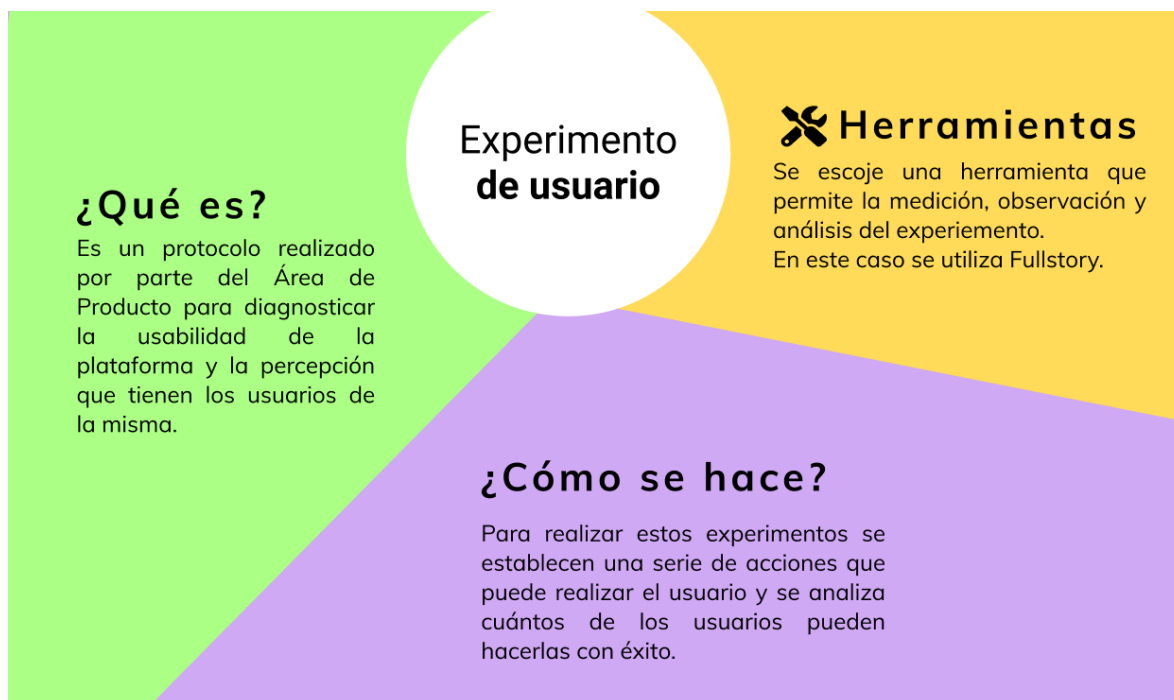 Experimento
de usuario
¿Qué es?
Es un protocolo realizado
por parte del Área de
Producto para diagnosticar
la usabilidad de la
plataforma y la percepción
que tienen los usuarios de
la misma.
Herramientas
Se escoje una herramienta que
permite la medición, observación y
análisis del experiemento.
En este caso se utiliza Fullstory.
¿Cómo se hace?
Para realizar estos experimentos se
establecen una serie de acciones que
puede realizar el usuario y se analiza
cuántos de los usuarios pueden
hacerlas con éxito.